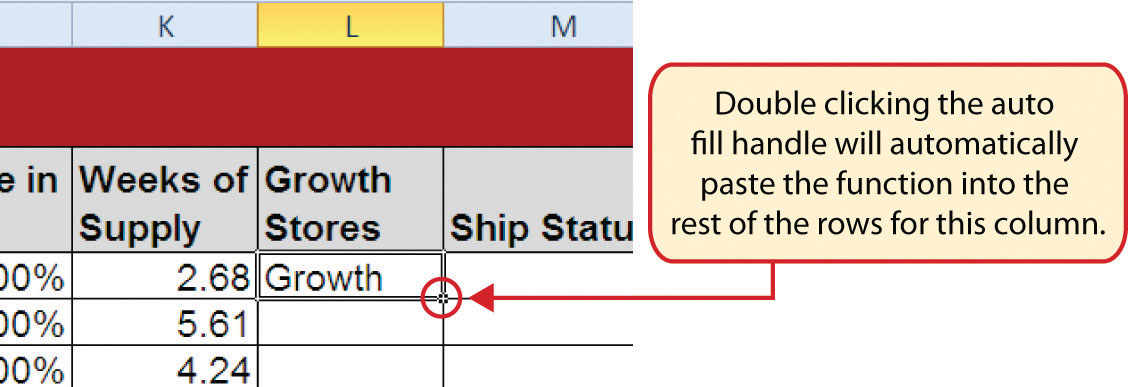 K L M
e in Weeks of Growth
Supply Stores Ship Statu
00% 2.68 Growth
00% 5.61
00% 4.24
Double clicking the auto
fill handle will automatically
paste the function into the
rest of the rows for this column.